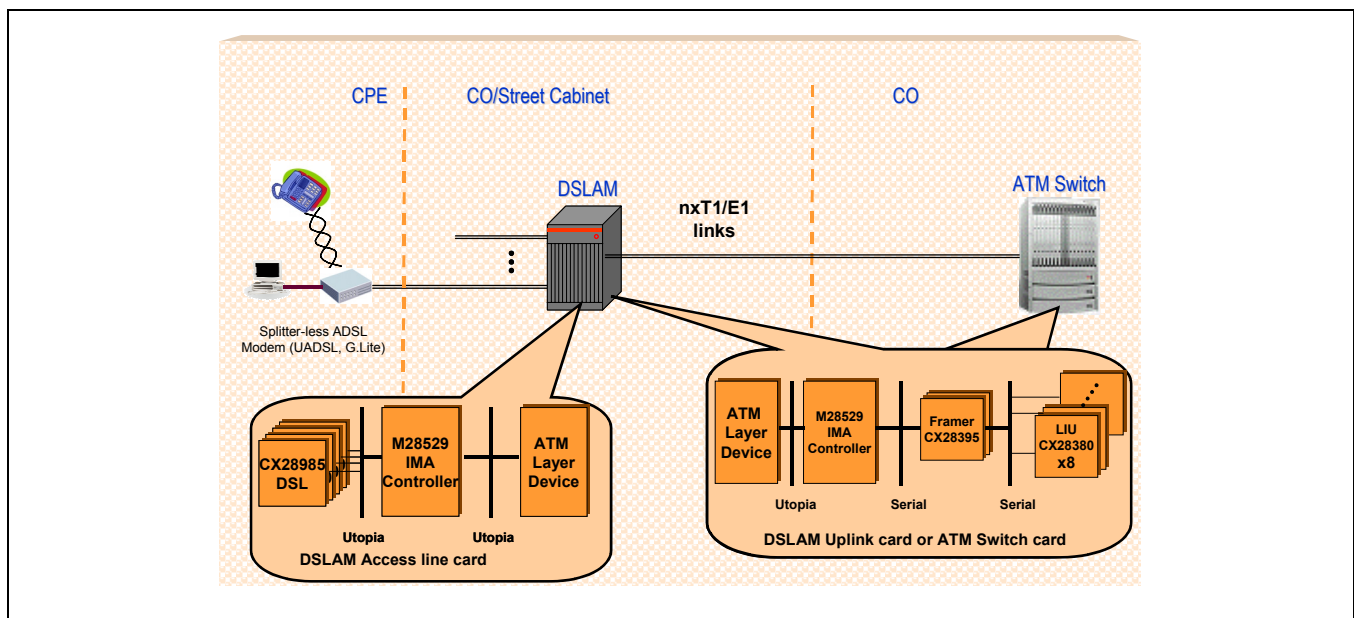 CPE
CO/Street Cabinet
CO
DSLAM
nxT1/E1
links
ATM Switch
Splitter-less ADSL
Modem (UADSL, G.Lite)
CX28985
DSL
M28529
IMA
Controller
ATM
Layer
Device
Utopia
Utopia
DSLAM Access line card
ATM
Layer
Device
M28529
IMA
Controller
Framer
CX28395
LIU
CX28380
x8
Utopia
Serial
Serial
DSLAM Uplink card or ATM Switch card